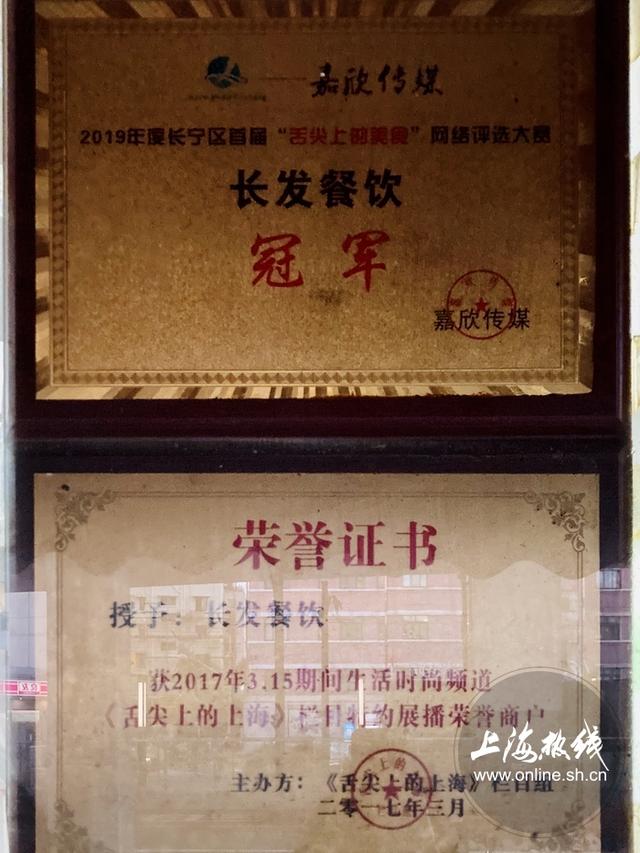 嘉欣传媒
2019年度长宁区首届“舌尖上的美食”网络评选大赛
长发餐饮
冠军
嘉欣传媒
荣誉证书
授予：长发餐饮
获2017年3.15期间生活时尚频道
《舌尖上的上海》栏目特约展播荣誉商户
主办方：《舌尖上的上海》栏目组
二零一七年三月
上海热线
www.online.sh.cn